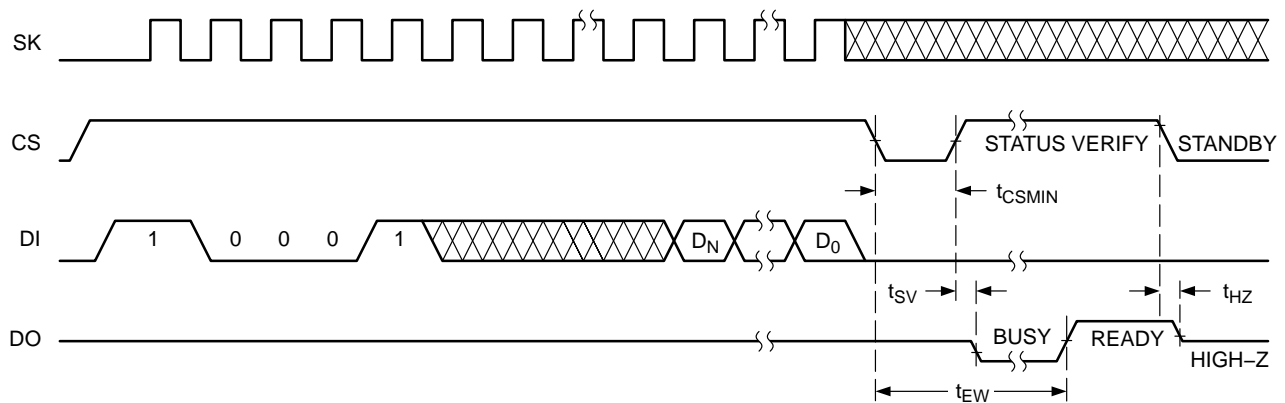 SK
CS
STATUS VERIFY
STANDBY
tCSMIN
DI
1
0
0
0
1
DN
D0
tSV
tHZ
DO
BUSY
READY
HIGH–Z
tEW